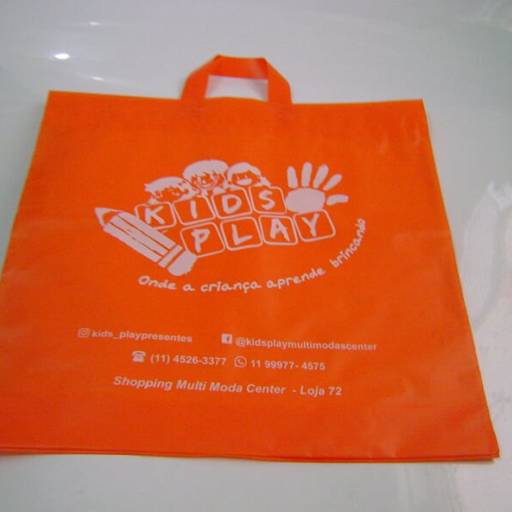 KIDS
PLAY
Onde a criança aprende brincando
kids_playpresentes @kidsplaymultimodascenter
(11) 4526-3377 11 99977- 4575
Shopping Multi Moda Center - Loja 72